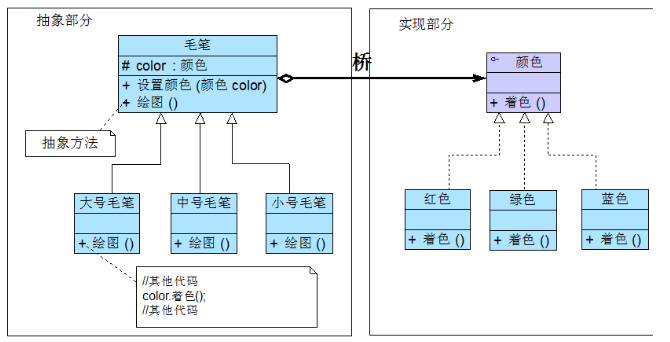 抽象部分
毛笔
# color : 颜色
+ 设置颜色 (颜色 color)
+ 绘图 ()
抽象方法
大号毛笔
+ 绘图 ()
中号毛笔
+ 绘图 ()
小号毛笔
+ 绘图 ()
//其他代码
color.着色();
//其他代码
桥
实现部分
颜色
+ 着色 ()
红色
+ 着色 ()
绿色
+ 着色 ()
蓝色
+ 着色 ()